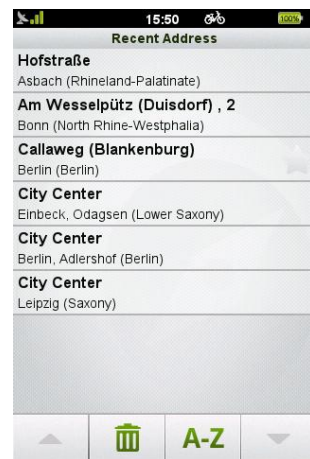 15:50
100%
Recent Address
Hofstraße
Asbach (Rhineland-Palatinate)
Am Wesselpütz (Duisdorf) , 2
Bonn (North Rhine-Westphalia)
Callaweg (Blankenburg)
Berlin (Berlin)
City Center
Einbeck, Odagsen (Lower Saxony)
City Center
Berlin, Adlershof (Berlin)
City Center
Leipzig (Saxony)
A-Z